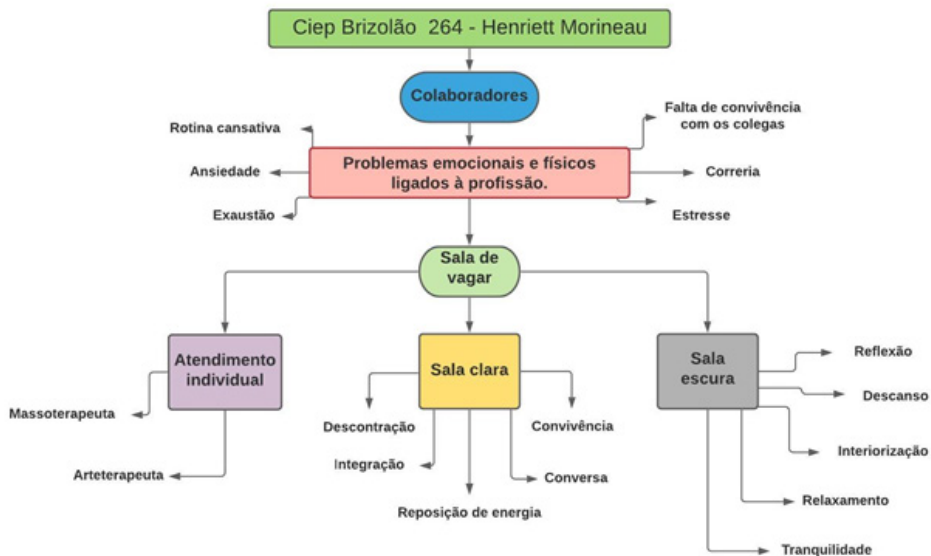 Ciep Brizolão 264 - Henriett Morineau
Colaboradores
Rotina cansativa
Falta de convivência
com os colegas
Problemas emocionais e físicos
ligados à profissão.
Ansiedade
Correria
Exaustão
Estresse
Sala de
vagar
Atendimento
individual
Sala clara
Sala
escura
Massoterapeuta
Arteterapeuta
Descontração
Convivência
Integração
Conversa
Reposição de energia
Reflexão
Descanso
Interiorização
Relaxamento
Tranquilidade